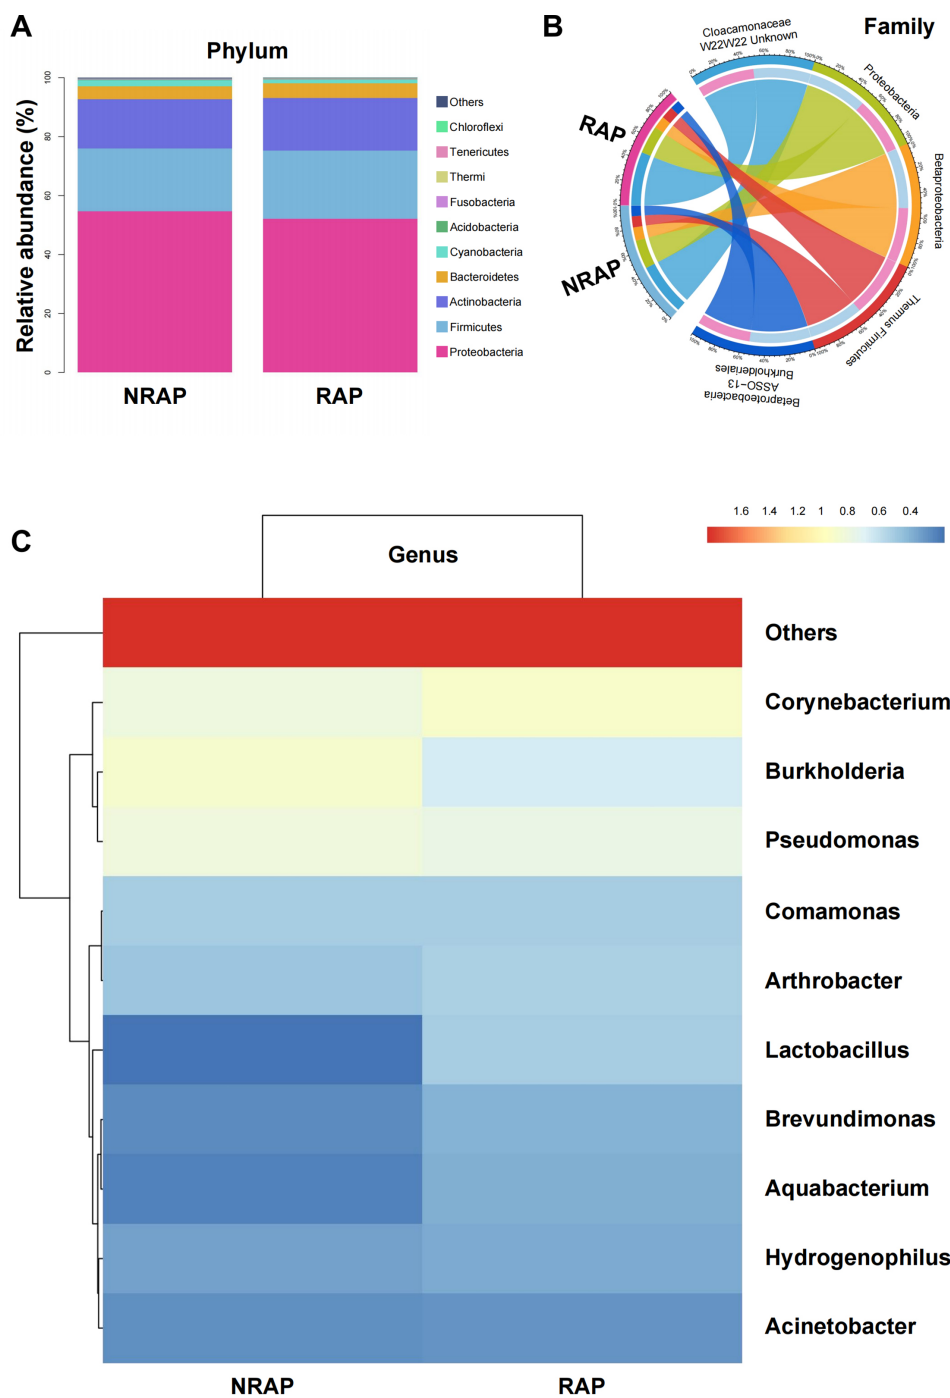 A
Phylum
Relative abundance (%)
100
80
60
40
20
0
NRAP
RAP
Others
Chloroflexi
Tenericutes
Thermi
Fusobacteria
Acidobacteria
Cyanobacteria
Bacteroidetes
Actinobacteria
Firmicutes
Proteobacteria
B
Family
Cloacamonaceae
W22W22 Unknown
Proteobacteria
Betaproteobacteria
Thermus Firmicutes
Burkholderiales
ASSO-13
Betaproteobacteria
RAP
NRAP
C
Genus
1.6 1.4 1.2 1 0.8 0.6 0.4
Others
Corynebacterium
Burkholderia
Pseudomonas
Comamonas
Arthrobacter
Lactobacillus
Brevundimonas
Aquabacterium
Hydrogenophilus
Acinetobacter
NRAP
RAP